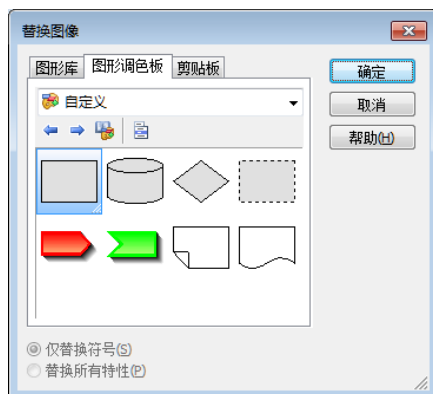 替换图像
图形库 图形调色板 剪贴板
自定义
确定
取消
帮助(H)
仅替换符号(S)
替换所有特性(P)